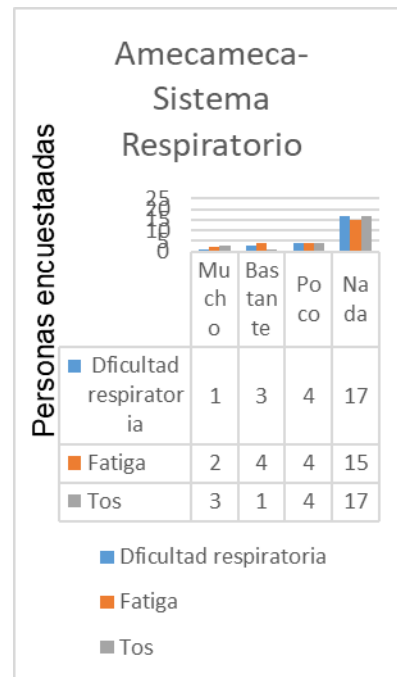 Amecameca-
Sistema
Respiratorio
Personas encuestaadas
25
20
15
10
5
0
Mu
ch
o
Bas
tant
e
Po
co
Na
da
Dficultad
respirator
ia
1
3
4
17
Fatiga
2
4
4
15
Tos
3
1
4
17
Dficultad respiratoria
Fatiga
Tos